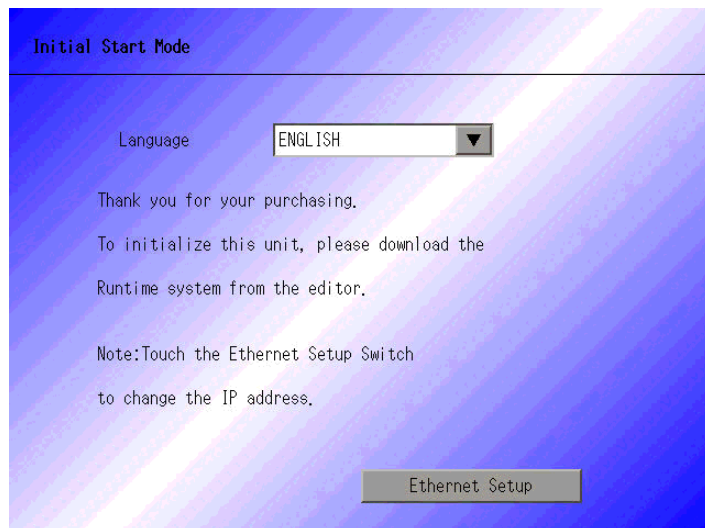 Initial Start Mode
Language
ENGLISH
Thank you for your purchasing.
To initialize this unit, please download the
Runtime system from the editor.
Note:Touch the Ethernet Setup Switch
to change the IP address.
Ethernet Setup